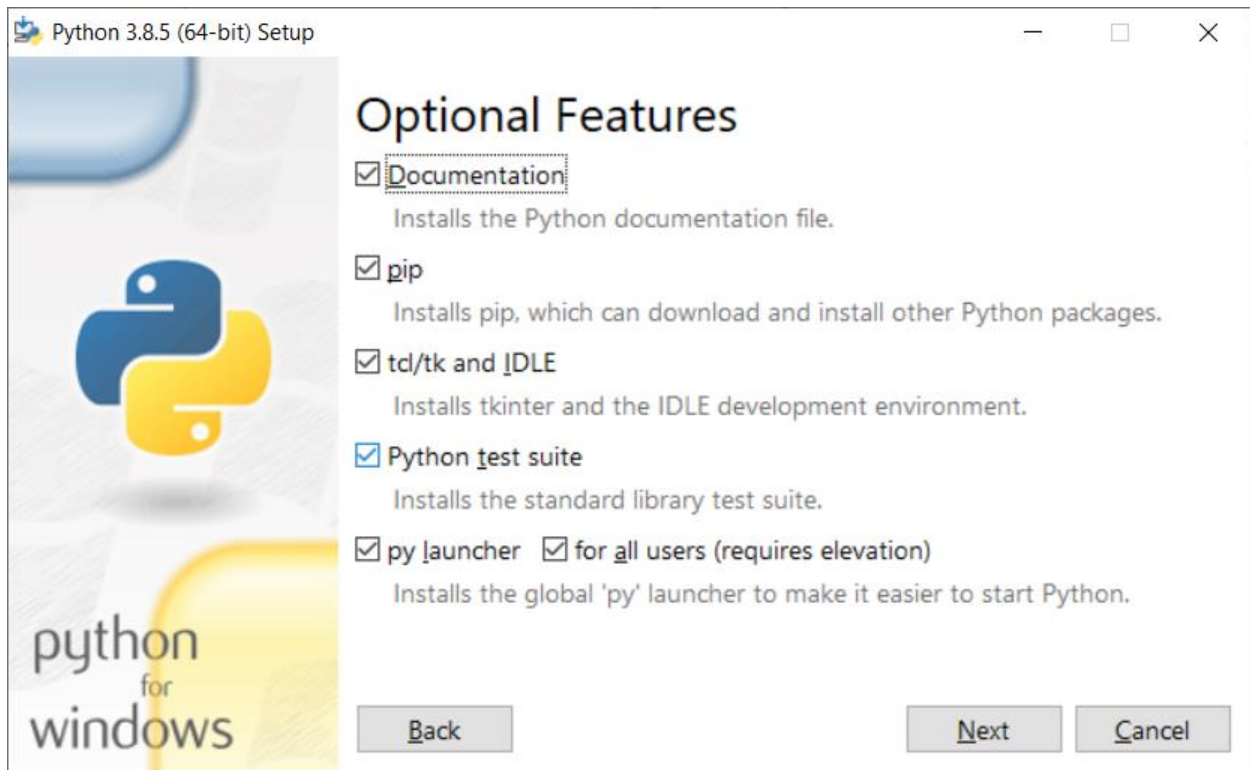 Python 3.8.5 (64-bit) Setup
Optional Features
Documentation
Installs the Python documentation file.
pip
Installs pip, which can download and install other Python packages.
tcl/tk and IDLE
Installs tkinter and the IDLE development environment.
Python test suite
Installs the standard library test suite.
py launcher for all users (requires elevation)
Installs the global 'py' launcher to make it easier to start Python.
python
for
windows
Back Next Cancel